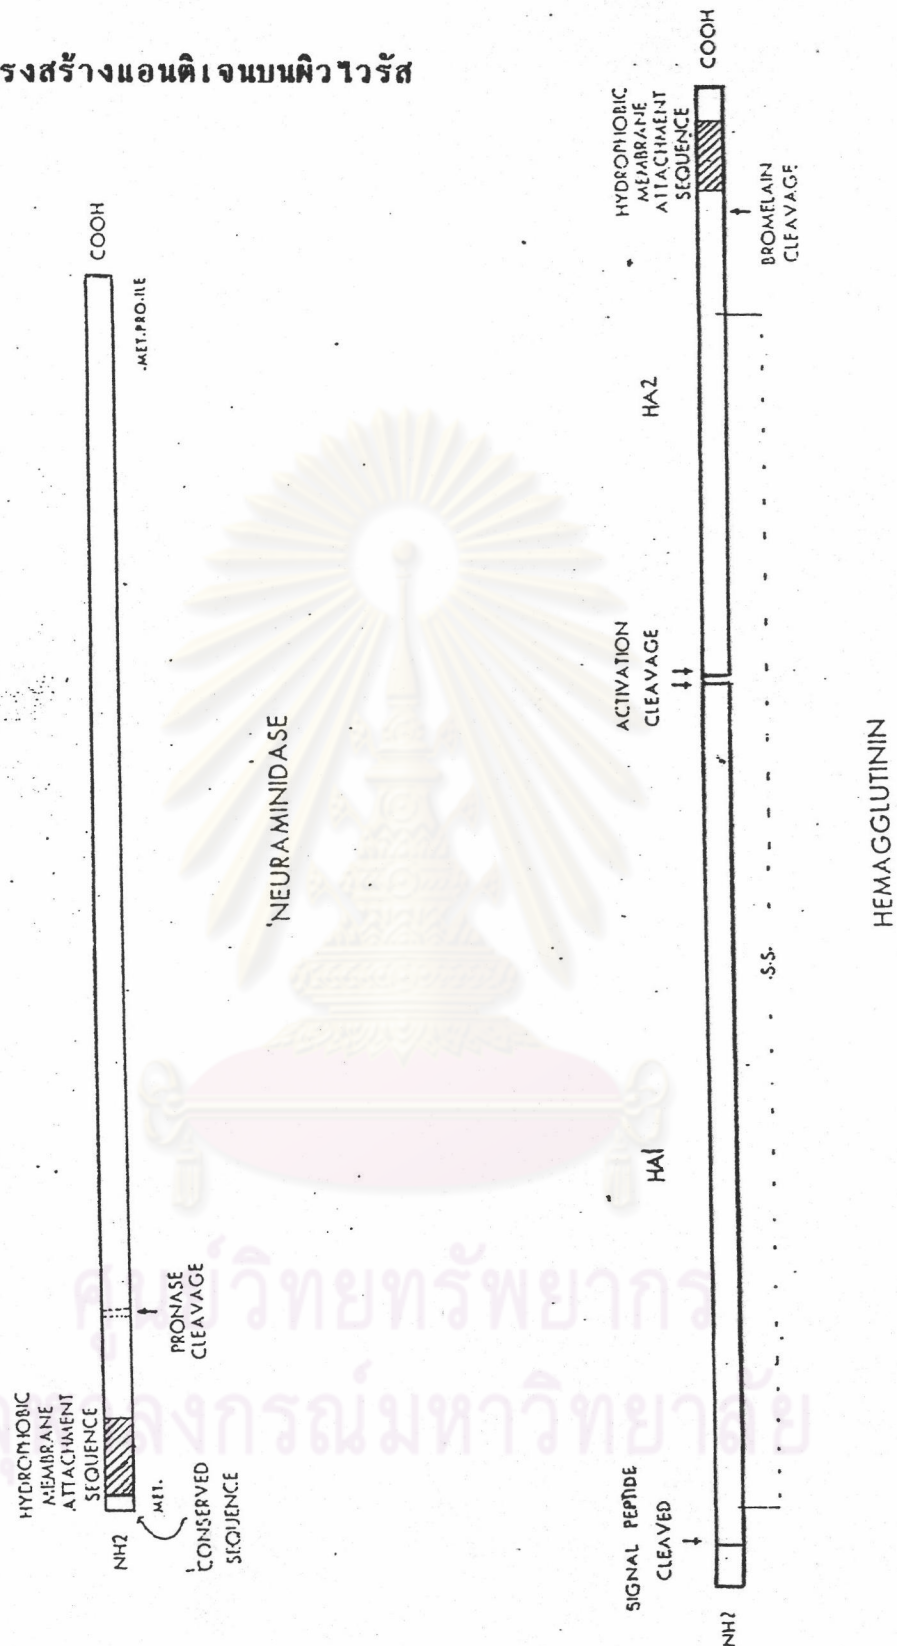 รงสร้างแอนติเจนบนผิวไวรัส
NH2
HYDROPHOBIC
MEMBRANE
ATTACHMENT
SEQUENCE
MET.
CONSERVED
SEQUENCE
PRONASE
CLEAVAGE
.MET.PRO.ILE
COOH
NEURAMINIDASE
NH2
SIGNAL PEPTIDE
CLEAVED
HA1
.S.S.
ACTIVATION
CLEAVAGE
HA2
HYDROPHOBIC
MEMBRANE
ATTACHMENT
SEQUENCE
BROMELAIN
CLEAVAGE
COOH
HEMAGGLUTININ
ศูนย์วิทยทรัพยากร
จุฬาลงกรณ์มหาวิทยาลัย